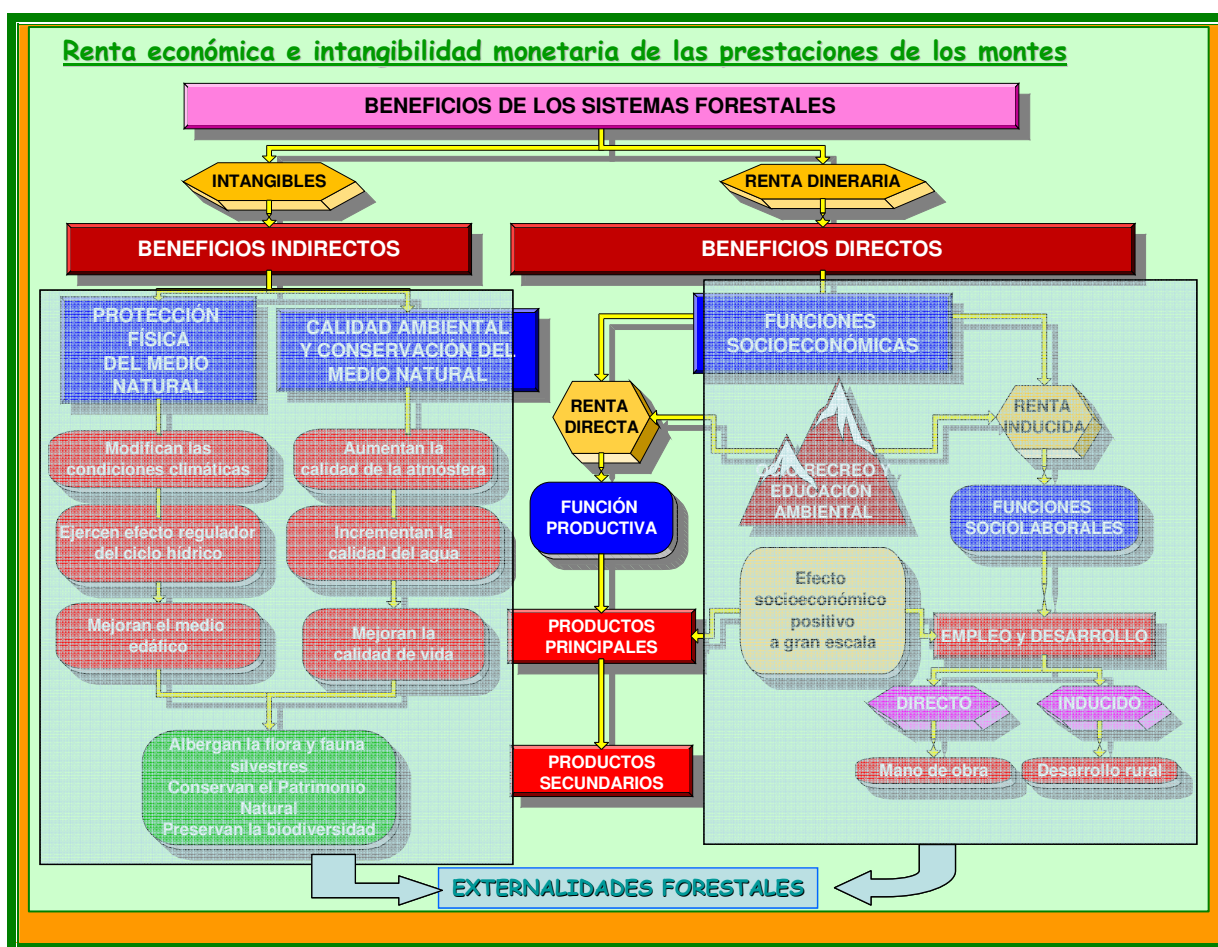 Renta económica e intangibilidad monetaria de las prestaciones de los montes
BENEFICIOS DE LOS SISTEMAS FORESTALES
INTANGIBLES
RENTA DINERARIA
BENEFICIOS INDIRECTOS
BENEFICIOS DIRECTOS
PROTECCIÓN
FÍSICA
DEL MEDIO
NATURAL
CALIDAD AMBIENTAL
Y CONSERVACIÓN DEL
MEDIO NATURAL
FUNCIONES
SOCIOECONÓMICAS
RENTA
DIRECTA
RENTA
INDUCIDA
Modifican las
condiciones climáticas
Aumentan la
calidad de la atmósfera
RECREO Y
EDUCACIÓN
AMBIENTAL
FUNCIÓN
PRODUCTIVA
FUNCIONES
SOCIOLABORALES
Ejercen efecto regulador
del ciclo hídrico
Incrementan la
calidad del agua
Efecto
socioeconómico
positivo
a gran escala
Mejoran el medio
edáfico
Mejoran la
calidad de vida
PRODUCTOS
PRINCIPALES
EMPLEO y DESARROLLO
DIRECTO
INDUCIDO
Albergan la flora y fauna
silvestres
Conservan el Patrimonio
Natural
Preservan la biodiversidad
PRODUCTOS
SECUNDARIOS
Mano de obra
Desarrollo rural
EXTERNALIDADES FORESTALES